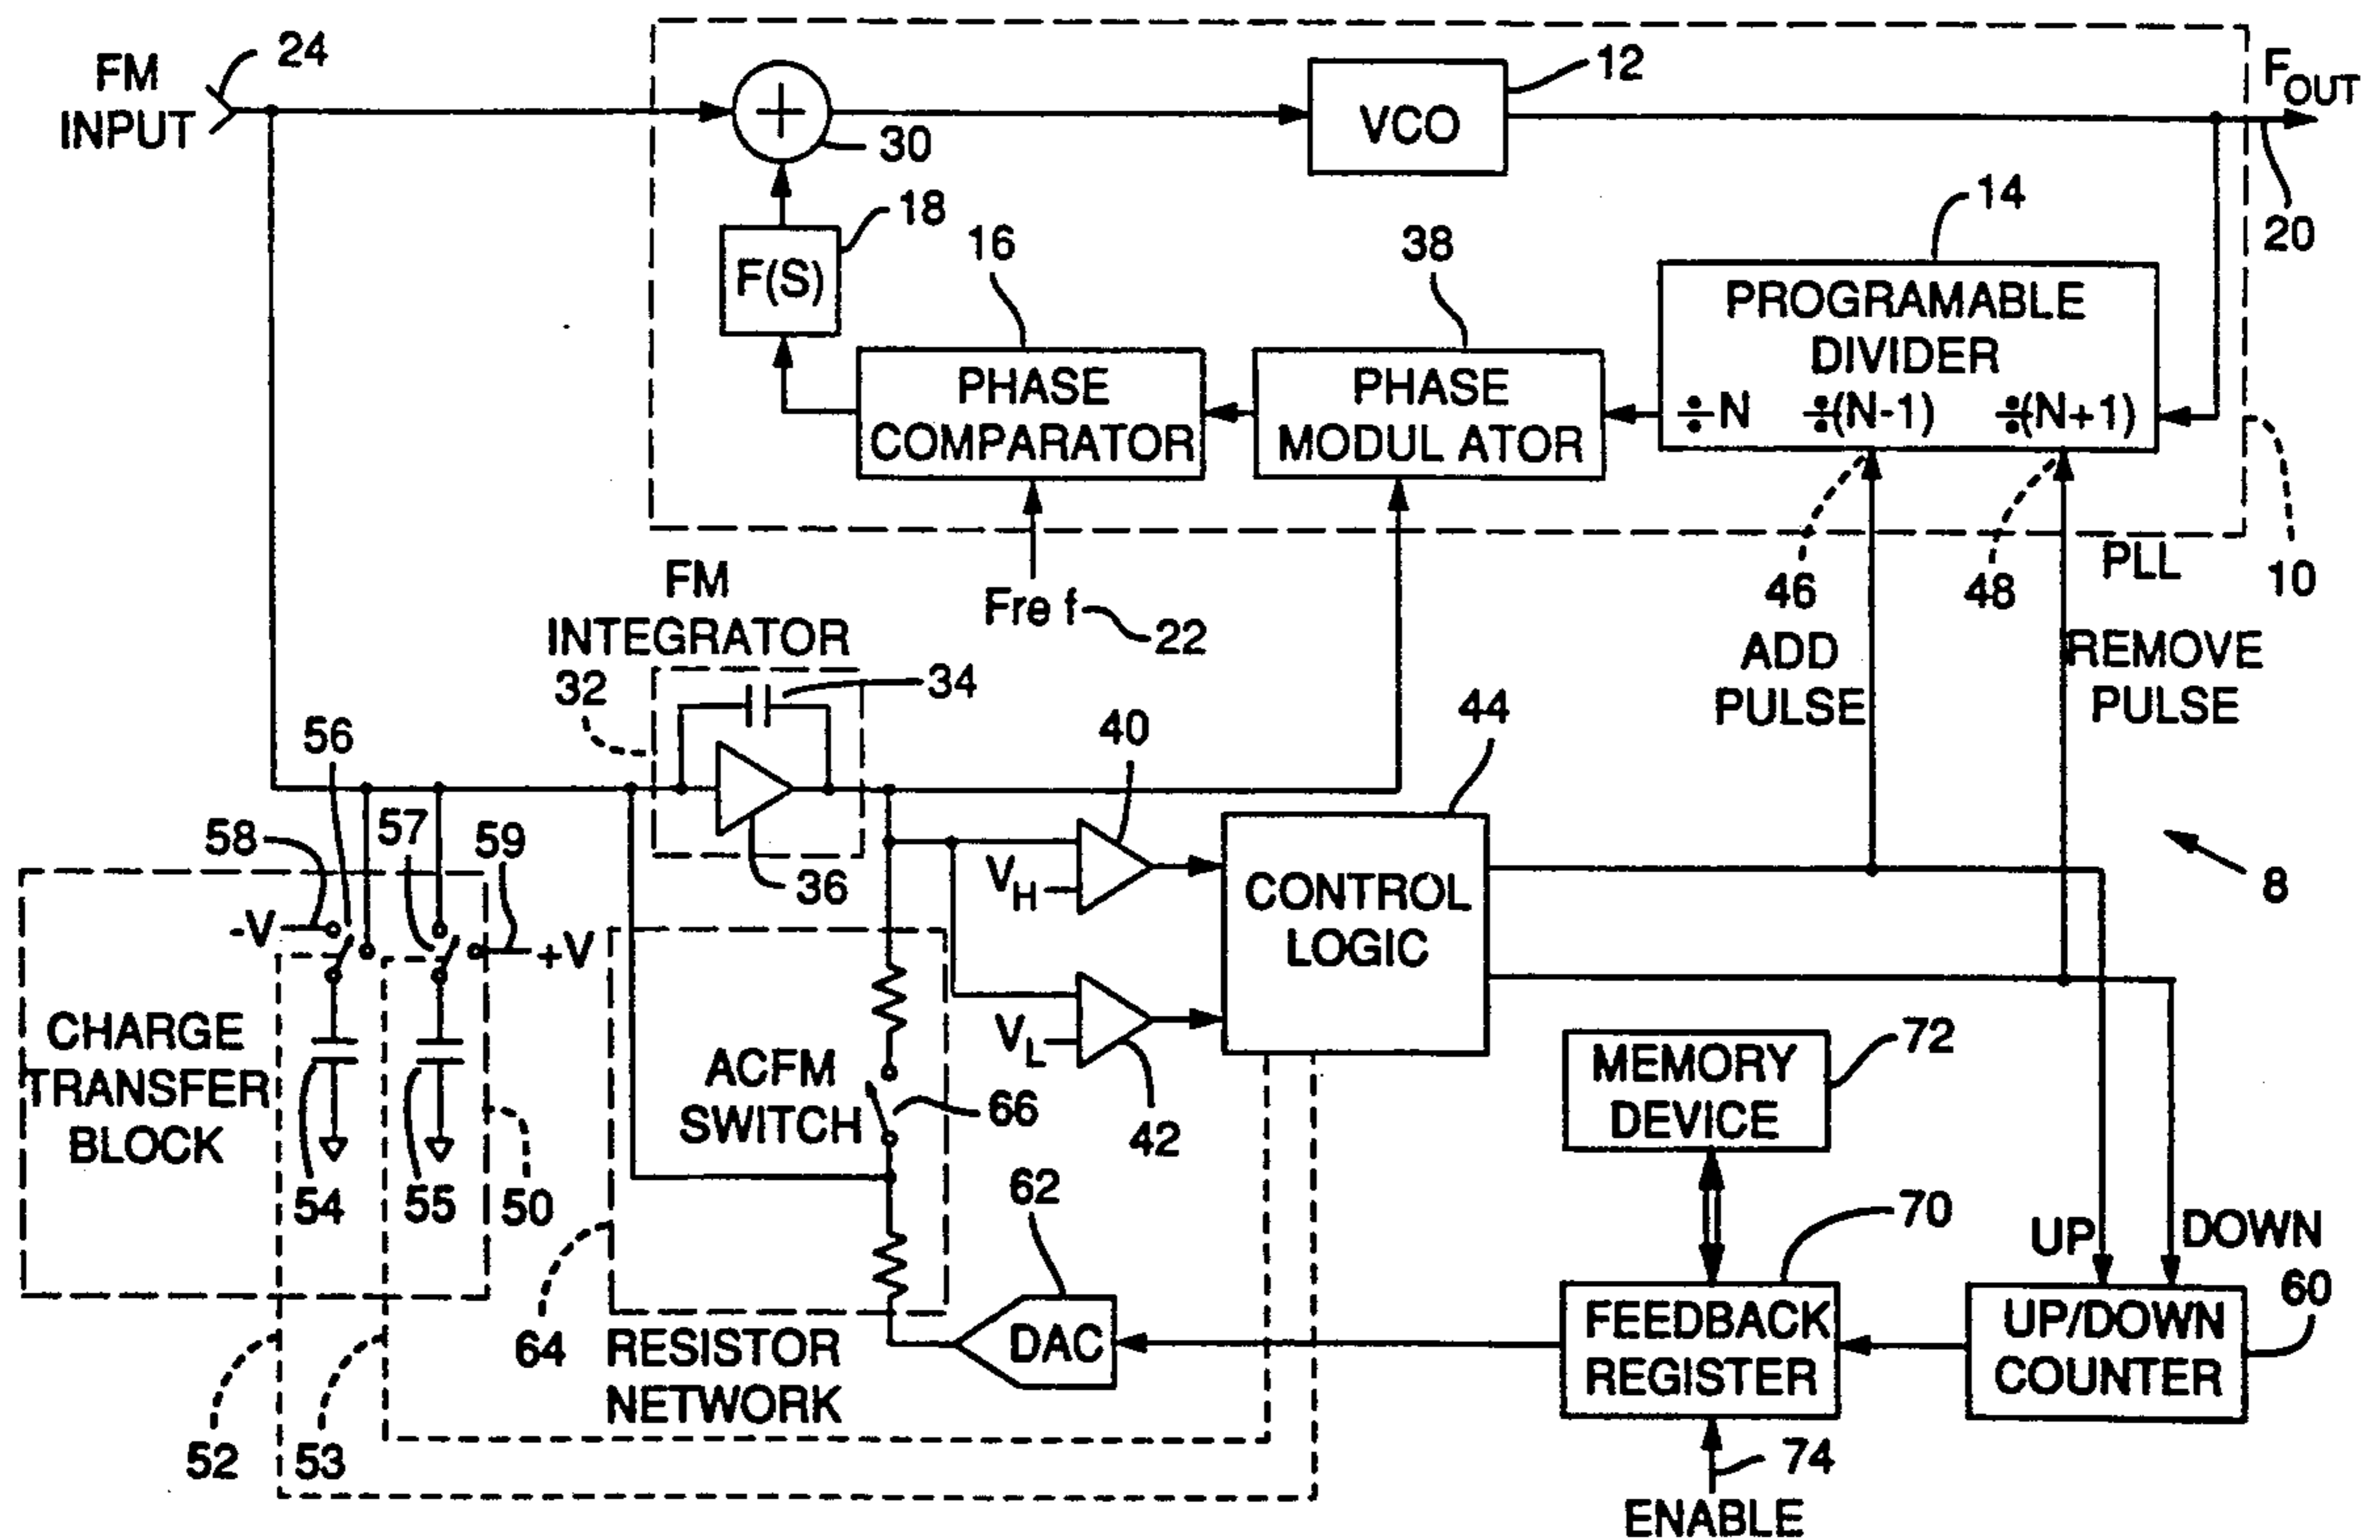 FM
INPUT
24
30
VCO
12
F
OUT
20
F(S)
18
16
PHASE
COMPARATOR
38
PHASE
MODUL ATOR
14
PROGRAMABLE
DIVIDER
÷N ÷(N-1) ÷(N+1)
46
48
PLL
10
Fre f
22
ADD
PULSE
REMOVE
PULSE
FM
INTEGRATOR
32
34
36
56
58
57
59
-V
+V
CHARGE
TRANSFER
BLOCK
54
55
50
52
53
40
VH
VL
42
44
CONTROL
LOGIC
8
ACFM
SWITCH
66
64
RESISTOR
NETWORK
62
DAC
MEMORY
DEVICE
72
70
FEEDBACK
REGISTER
74
ENABLE
UP
DOWN
UP/DOWN
COUNTER
60